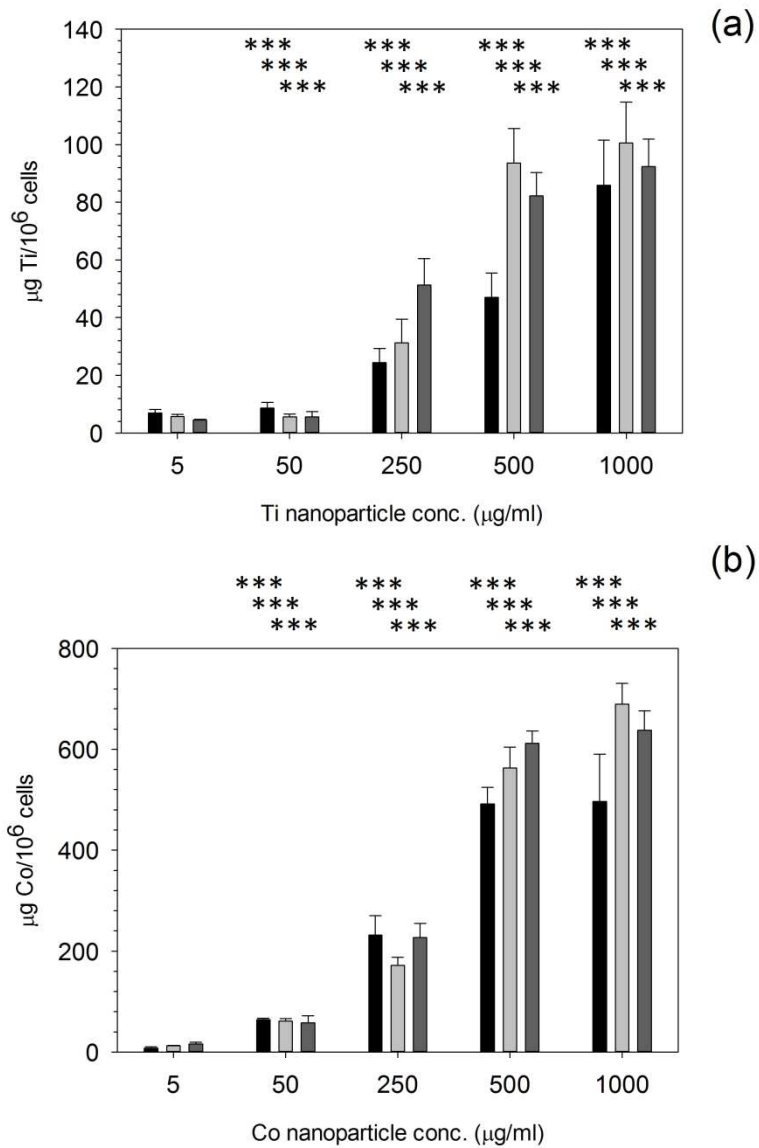 (a)
140
120
100
80
60
40
20
0
µg Ti/10⁶ cells
*** *** *** ***
*** *** *** ***
*** *** *** ***
5 50 250 500 1000
Ti nanoparticle conc. (µg/ml)
(b)
*** *** *** ***
*** *** *** ***
*** *** *** ***
800
600
400
200
0
µg Co/10⁶ cells
5 50 250 500 1000
Co nanoparticle conc. (µg/ml)